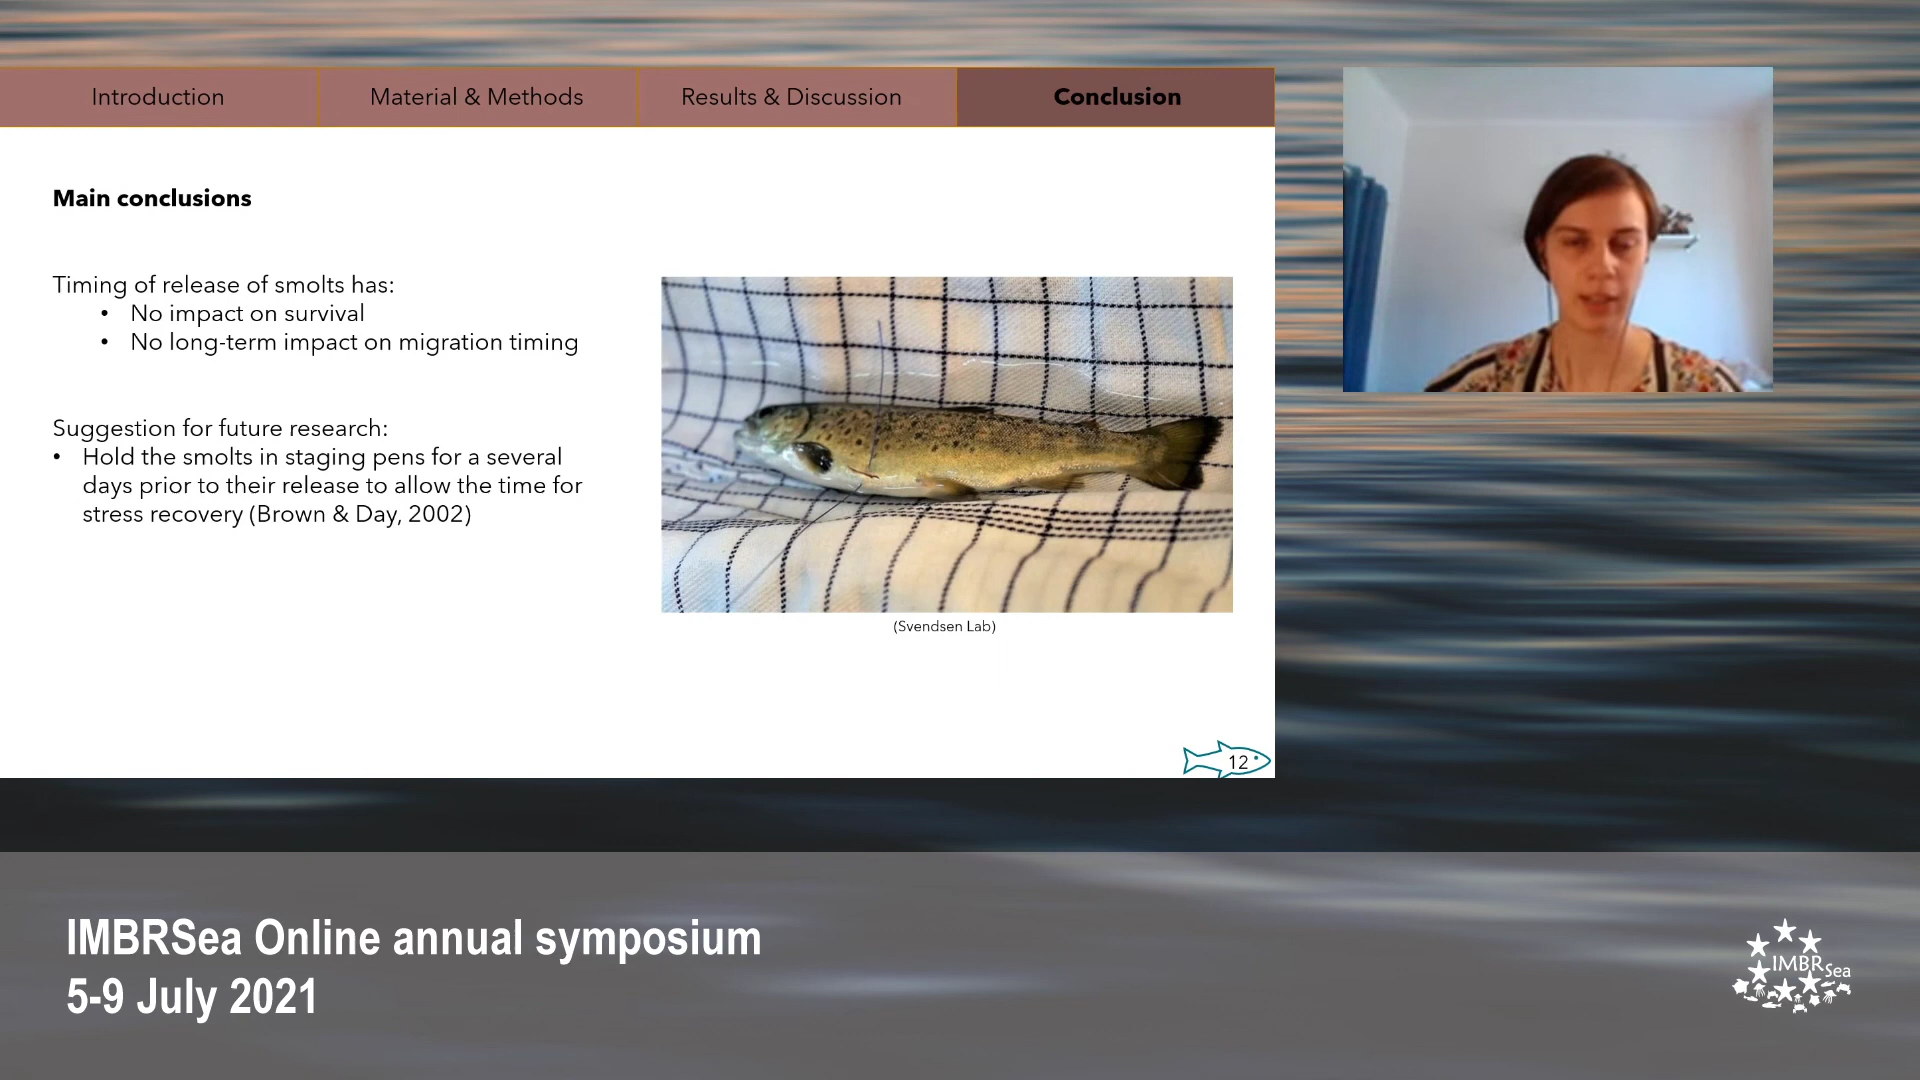 Introduction
Material & Methods
Results & Discussion
Conclusion
Main conclusions
Timing of release of smolts has:
• No impact on survival
• No long-term impact on migration timing
Suggestion for future research:
• Hold the smolts in staging pens for a several
days prior to their release to allow the time for
stress recovery (Brown & Day, 2002)
(Svendsen Lab)
12
IMBRSea Online annual symposium
5-9 July 2021
IMBRSea